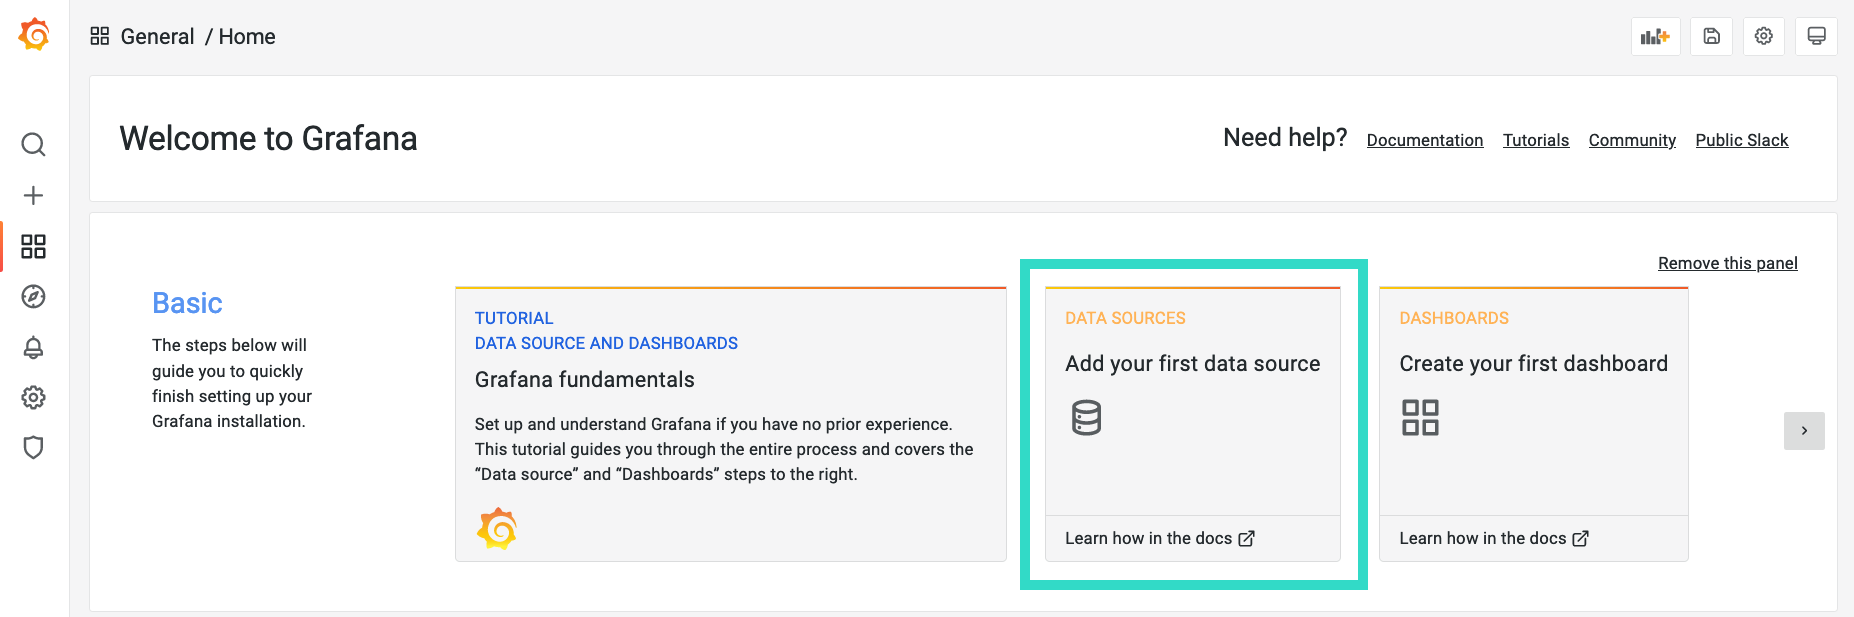 General / Home
Welcome to Grafana
Need help? Documentation Tutorials Community Public Slack
Remove this panel
Basic
The steps below will
guide you to quickly
finish setting up your
Grafana installation.
TUTORIAL
DATA SOURCE AND DASHBOARDS
Grafana fundamentals
Set up and understand Grafana if you have no prior experience.
This tutorial guides you through the entire process and covers the
“Data source” and “Dashboards” steps to the right.
DATA SOURCES
Add your first data source
Learn how in the docs
DASHBOARDS
Create your first dashboard
Learn how in the docs